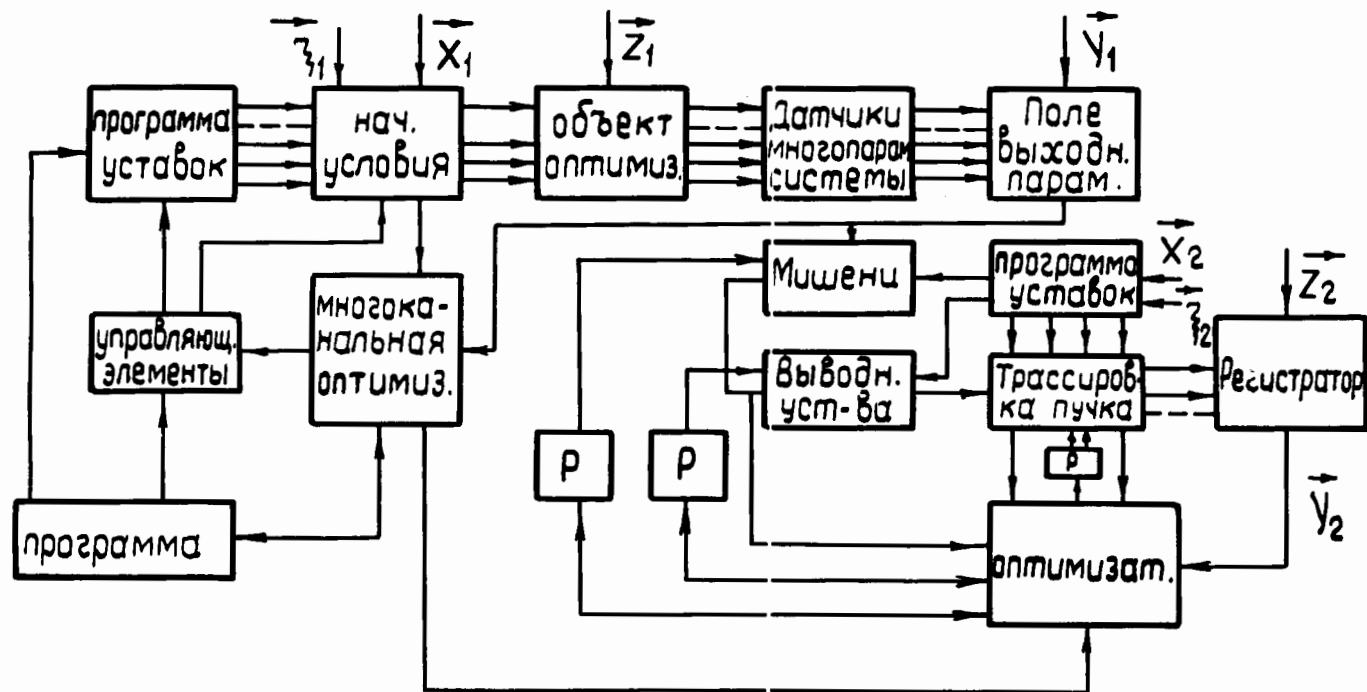 ξ₁
X₁
Z₁
Y₁
программа
уставок
нач.
условия
объект
оптимиз.
Датчики
многопарам
системы
Поле
выходн.
парам.
Мишени
программа
уставок
X₂
ξ₂
Z₂
управляющ.
элементы
многока-
нальная
оптимиз.
Выводн.
уст-ва
Трассиров-
ка пучка
Регистратор
P
P
P
Y₂
программа
оптимизат.